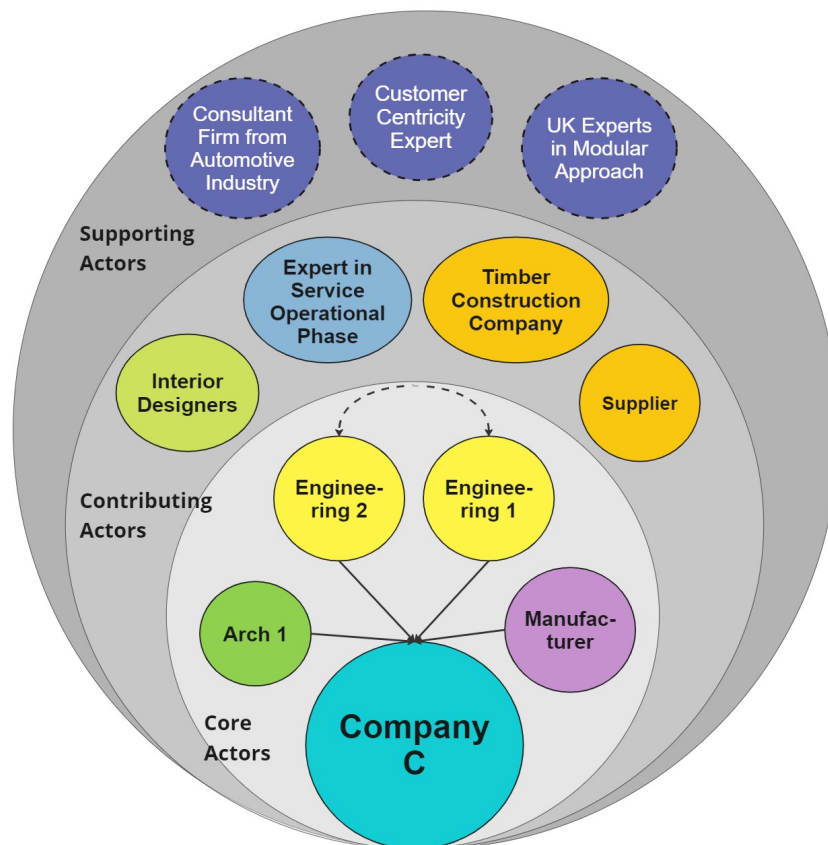 Consultant
Firm from
Automotive
Industry
Customer
Centricity
Expert
UK Experts
in Modular
Approach
Supporting
Actors
Expert in
Service
Operational
Phase
Timber
Construction
Company
Interior
Designers
Supplier
Contributing
Actors
Enginee-
ring 2
Enginee-
ring 1
Arch 1
Manufac-
turer
Core
Actors
Company
C